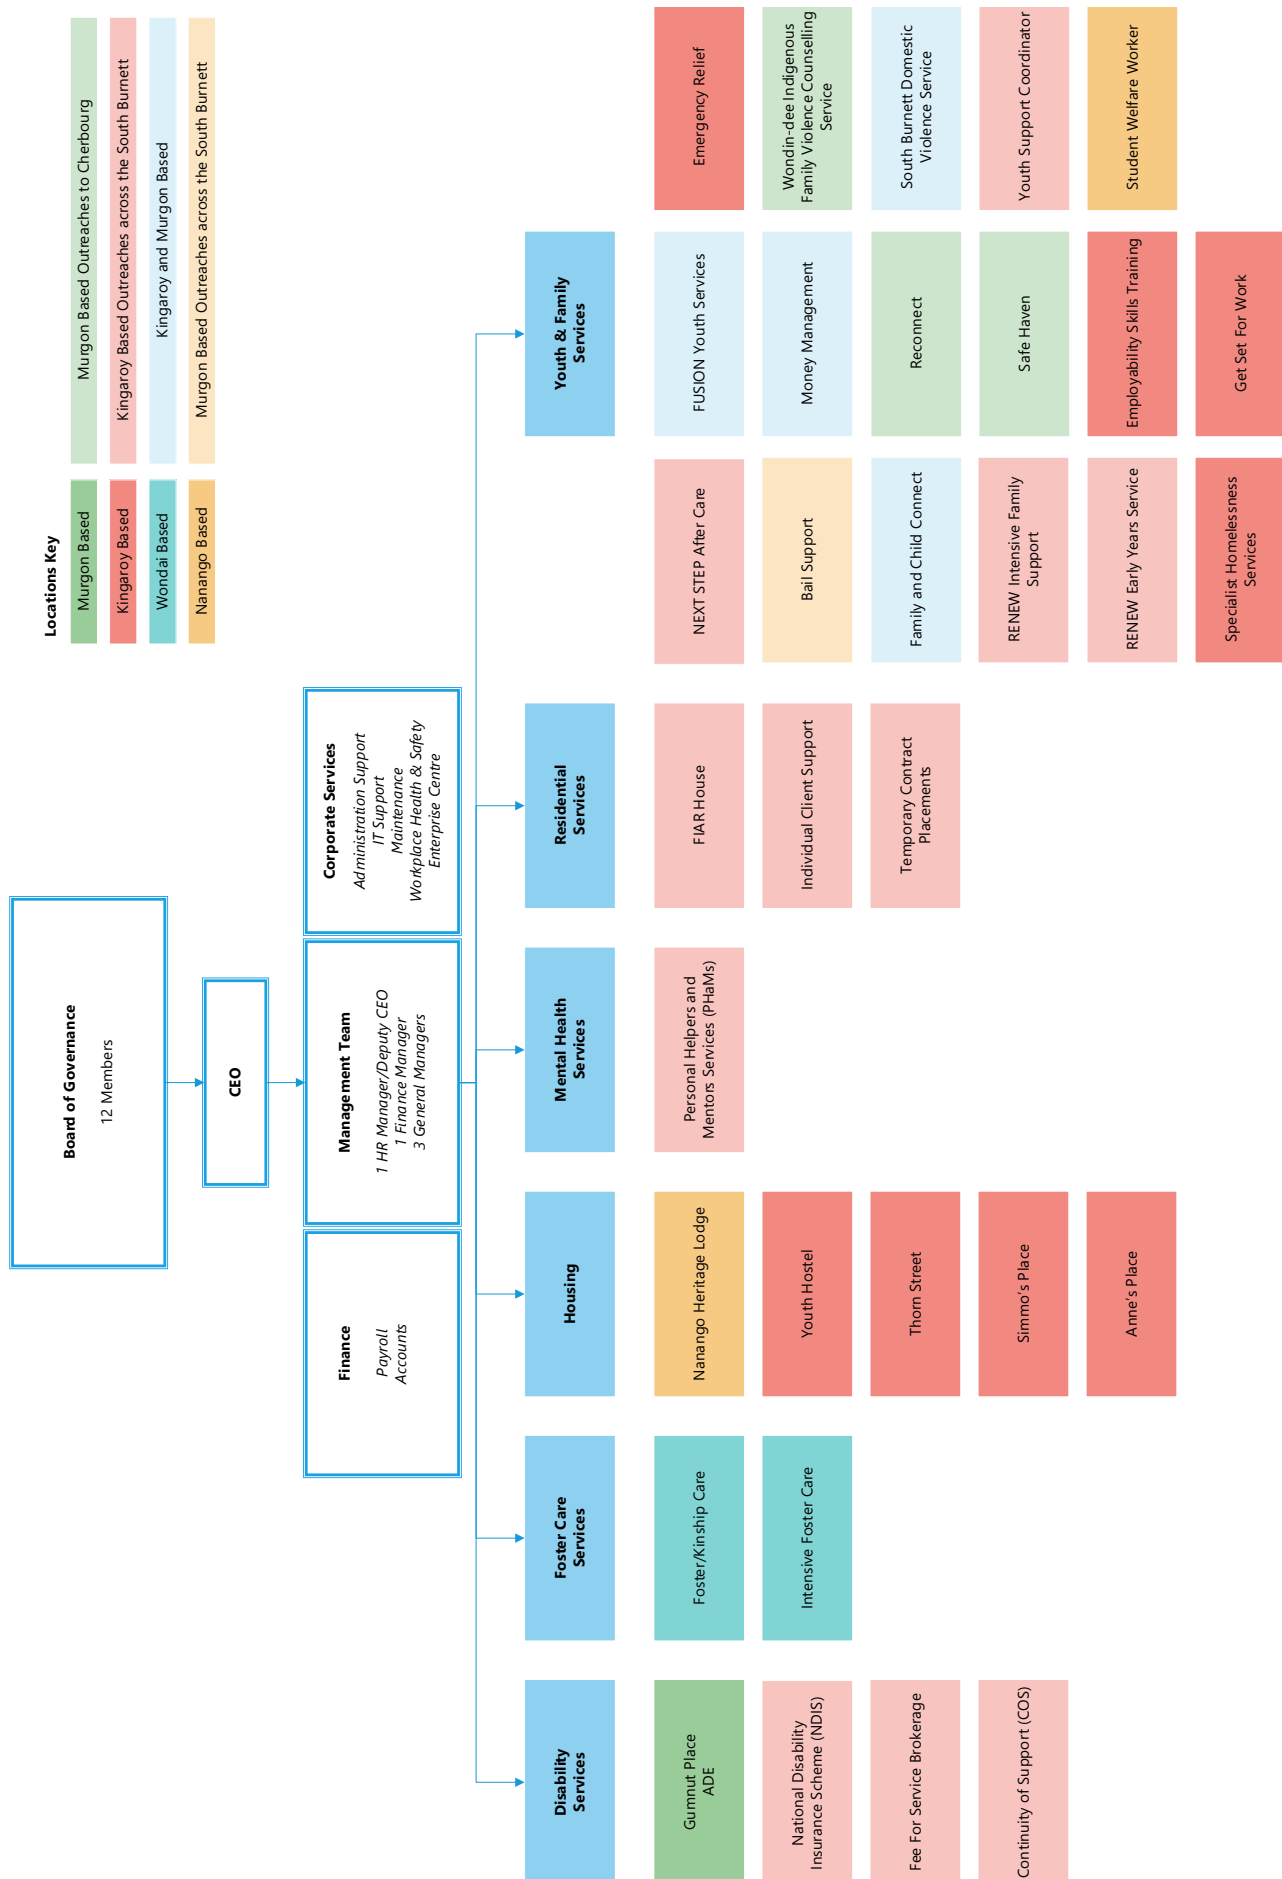 Board of Governance
12 Members
CEO
Finance
Payroll
Accounts
Management Team
1 HR Manager/Deputy CEO
1 Finance Manager
3 General Managers
Corporate Services
Administration Support
IT Support
Maintenance
Workplace Health & Safety
Enterprise Centre
Locations Key
Murgon Based
Murgon Based Outreaches to Cherbourg
Kingaroy Based
Kingaroy Based Outreaches across the South Burnett
Wondai Based
Kingaroy and Murgon Based
Nanango Based
Murgon Based Outreaches across the South Burnett
Disability
Services
Gumnut Place
ADE
National Disability
Insurance Scheme (NDIS)
Fee For Service Brokerage
Continuity of Support (COS)
Foster Care
Services
Foster/Kinship Care
Intensive Foster Care
Housing
Nanango Heritage Lodge
Youth Hostel
Thorn Street
Simmo's Place
Anne's Place
Mental Health
Services
Personal Helpers and
Mentors Services (PHaMs)
Residential
Services
FIAR House
Individual Client Support
Temporary Contract
Placements
Youth & Family
Services
NEXT STEP After Care
Bail Support
Family and Child Connect
RENEW Intensive Family
Support
RENEW Early Years Service
Specialist Homelessness
Services
FUSION Youth Services
Money Management
Reconnect
Safe Haven
Employability Skills Training
Get Set For Work
Emergency Relief
Wondin-dee Indigenous
Family Violence Counselling
Service
South Burnett Domestic
Violence Service
Youth Support Coordinator
Student Welfare Worker